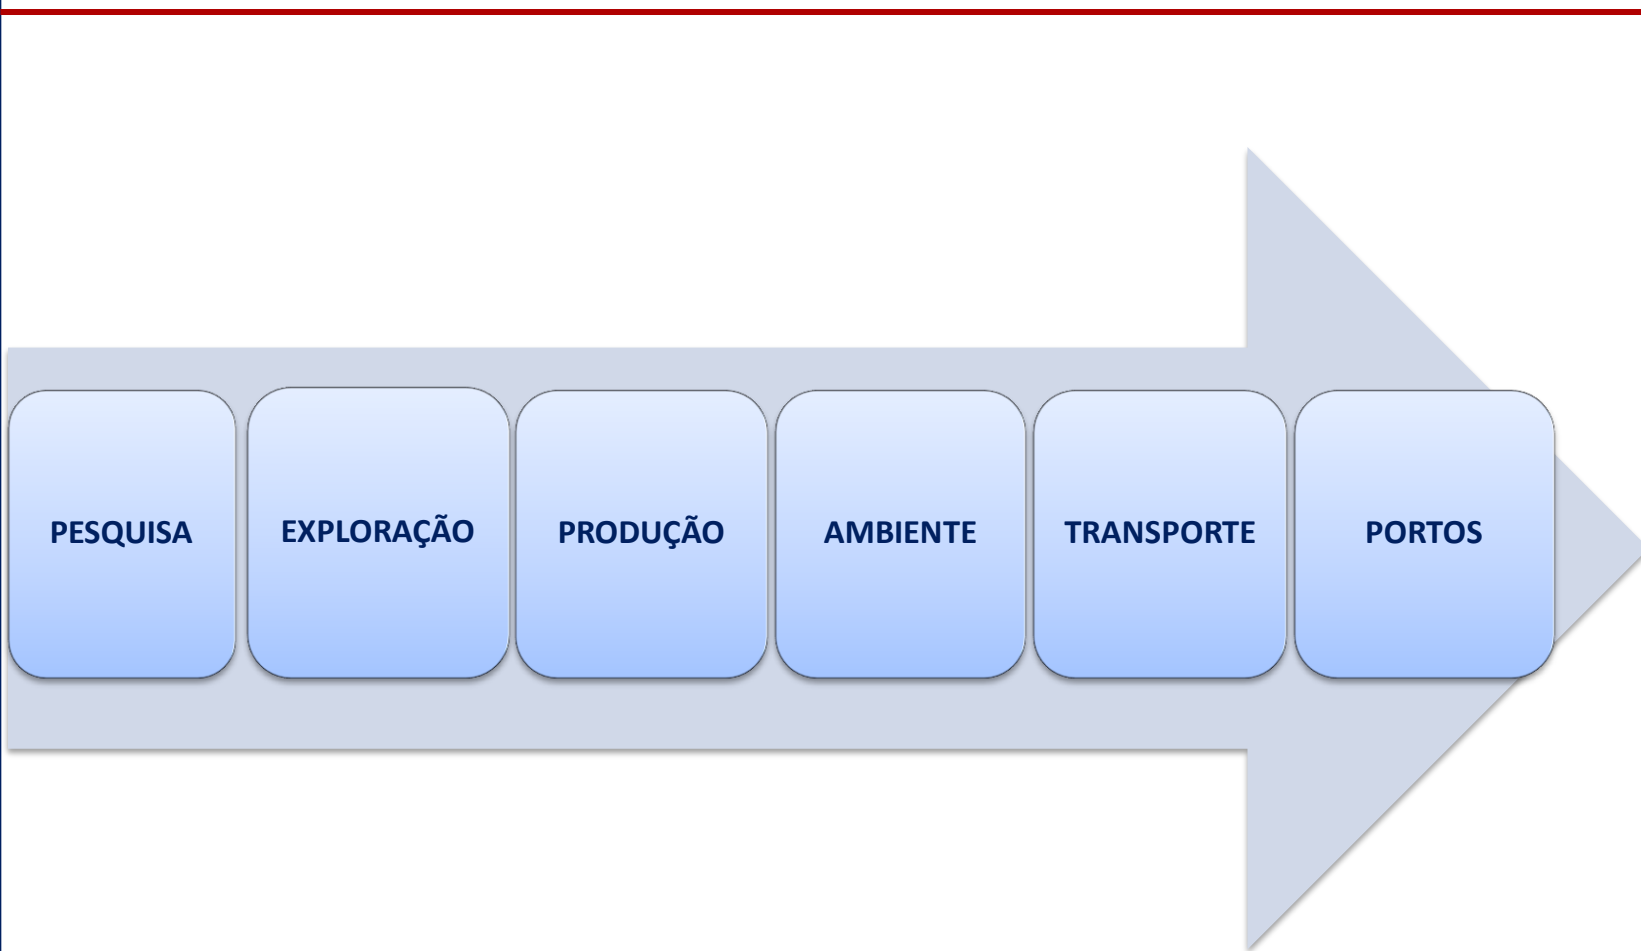 PESQUISA
EXPLORAÇÃO
PRODUÇÃO
AMBIENTE
TRANSPORTE
PORTOS